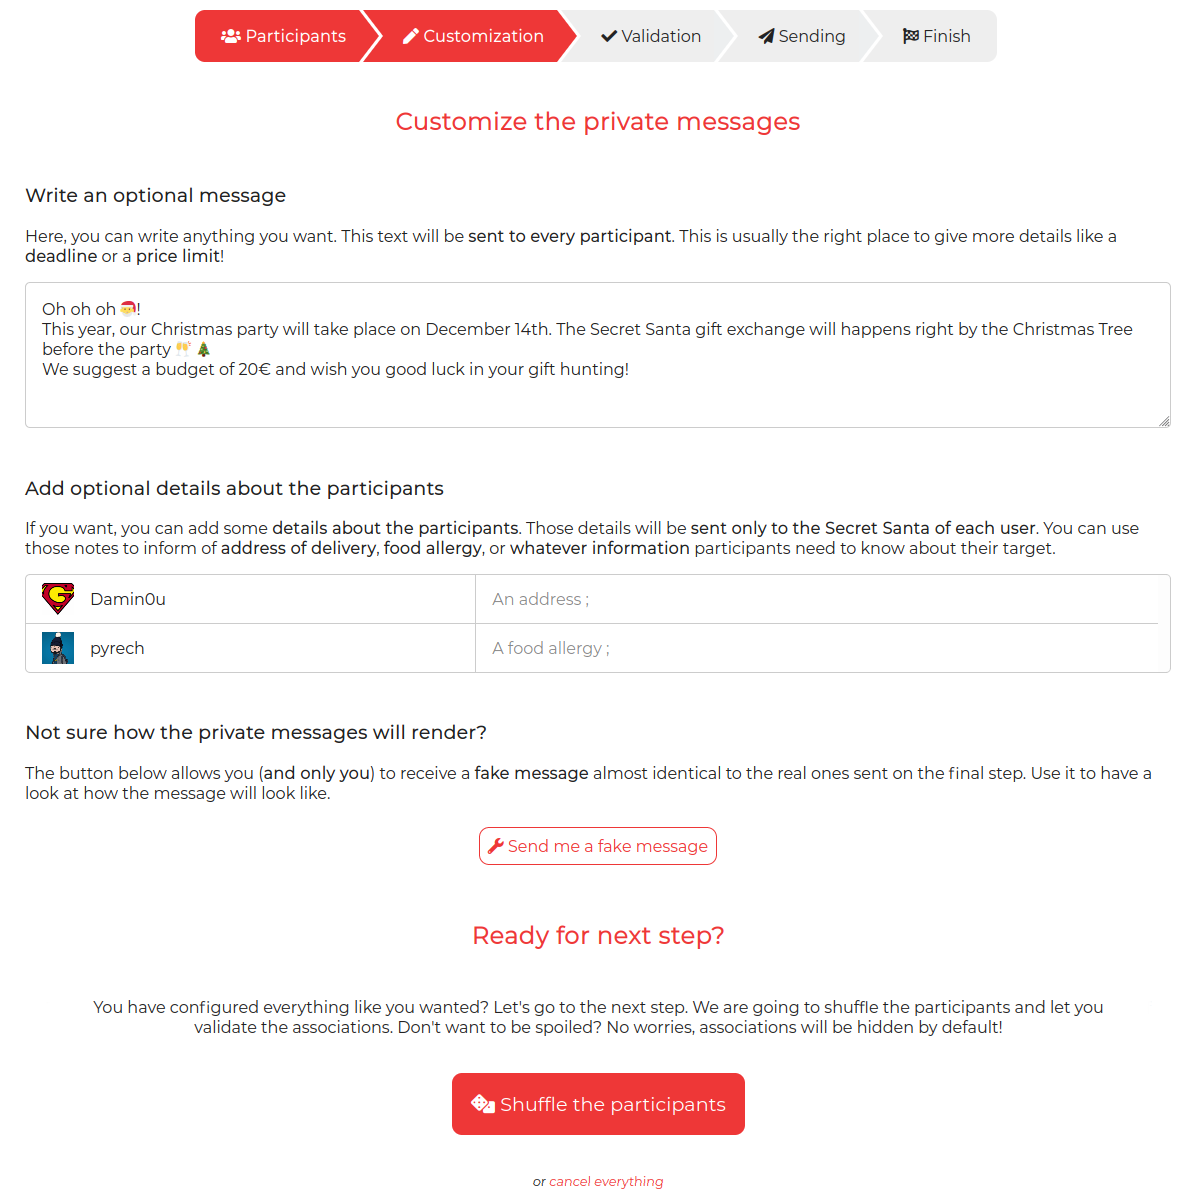 Participants
Customization
Validation
Sending
Finish
Customize the private messages
Write an optional message
Here, you can write anything you want. This text will be sent to every participant. This is usually the right place to give more details like a
deadline or a price limit!
Oh oh oh 🎅!
This year, our Christmas party will take place on December 14th. The Secret Santa gift exchange will happens right by the Christmas Tree
before the party 🥂 🎄
We suggest a budget of 20€ and wish you good luck in your gift hunting!
Add optional details about the participants
If you want, you can add some details about the participants. Those details will be sent only to the Secret Santa of each user. You can use
those notes to inform of address of delivery, food allergy, or whatever information participants need to know about their target.
Damin0u
An address ;
pyrech
A food allergy ;
Not sure how the private messages will render?
The button below allows you (and only you) to receive a fake message almost identical to the real ones sent on the final step. Use it to have a
look at how the message will look like.
Send me a fake message
Ready for next step?
You have configured everything like you wanted? Let's go to the next step. We are going to shuffle the participants and let you
validate the associations. Don't want to be spoiled? No worries, associations will be hidden by default!
Shuffle the participants
or cancel everything